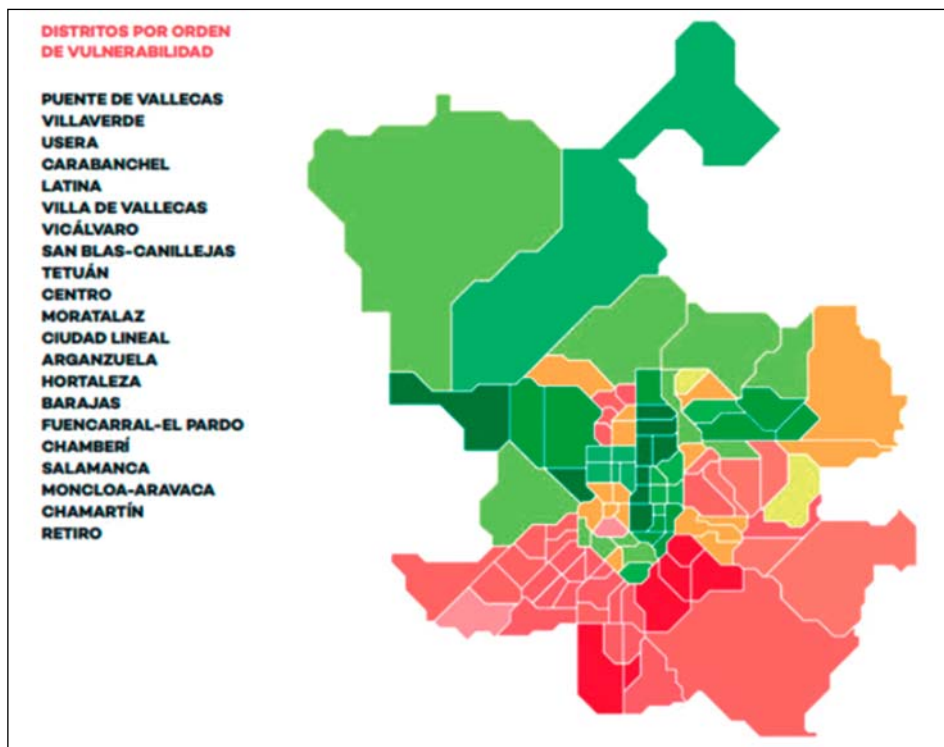 DISTRITOS POR ORDEN
DE VULNERABILIDAD
PUENTE DE VALLECAS
VILLAVERDE
USERA
CARABANCHEL
LATINA
VILLA DE VALLECAS
VICÁLVARO
SAN BLAS-CANILLEJAS
TETUÁN
CENTRO
MORATALAZ
CIUDAD LINEAL
ARGANZUELA
HORTALEZA
BARAJAS
FUENCARRAL-EL PARDO
CHAMBERÍ
SALAMANCA
MONCLOA-ARAVACA
CHAMARTÍN
RETIRO